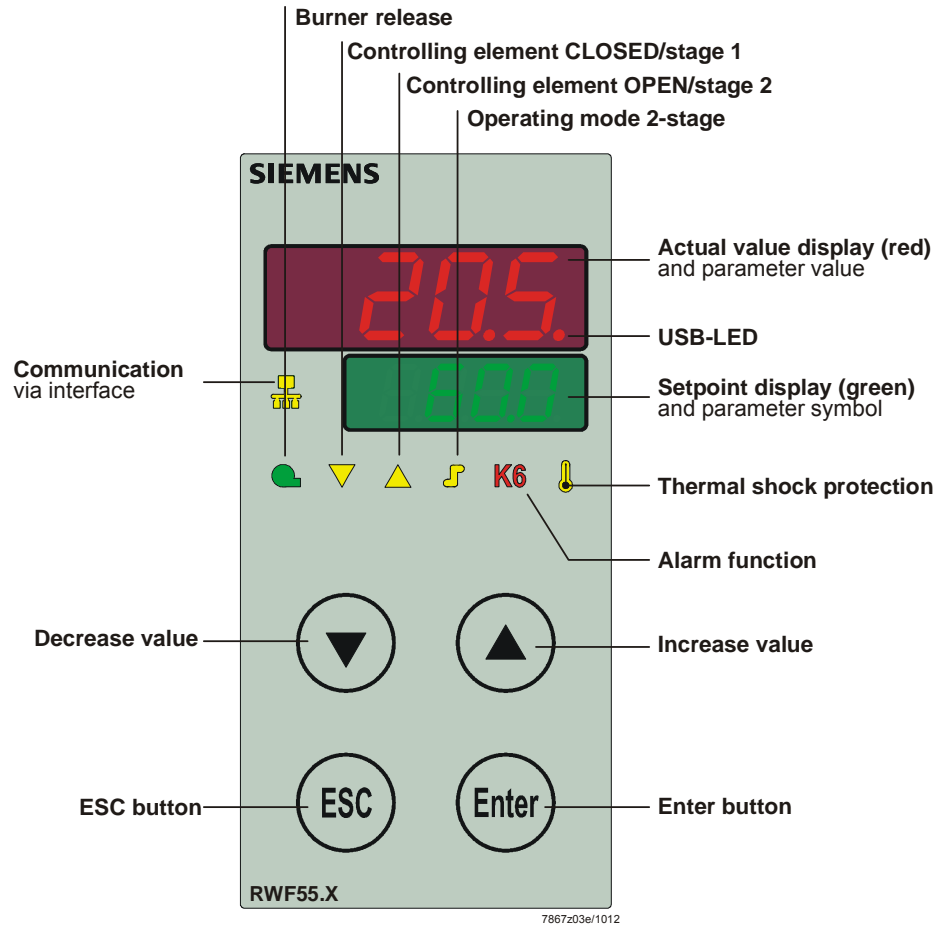 Burner release
Controlling element CLOSED/stage 1
Controlling element OPEN/stage 2
Operating mode 2-stage
SIEMENS
Actual value display (red)
and parameter value
20.5.
USB-LED
Communication
via interface
60.0
Setpoint display (green)
and parameter symbol
K6
Thermal shock protection
Alarm function
Decrease value
Increase value
ESC button
ESC
Enter
Enter button
RWF55.X
7867z03e/1012